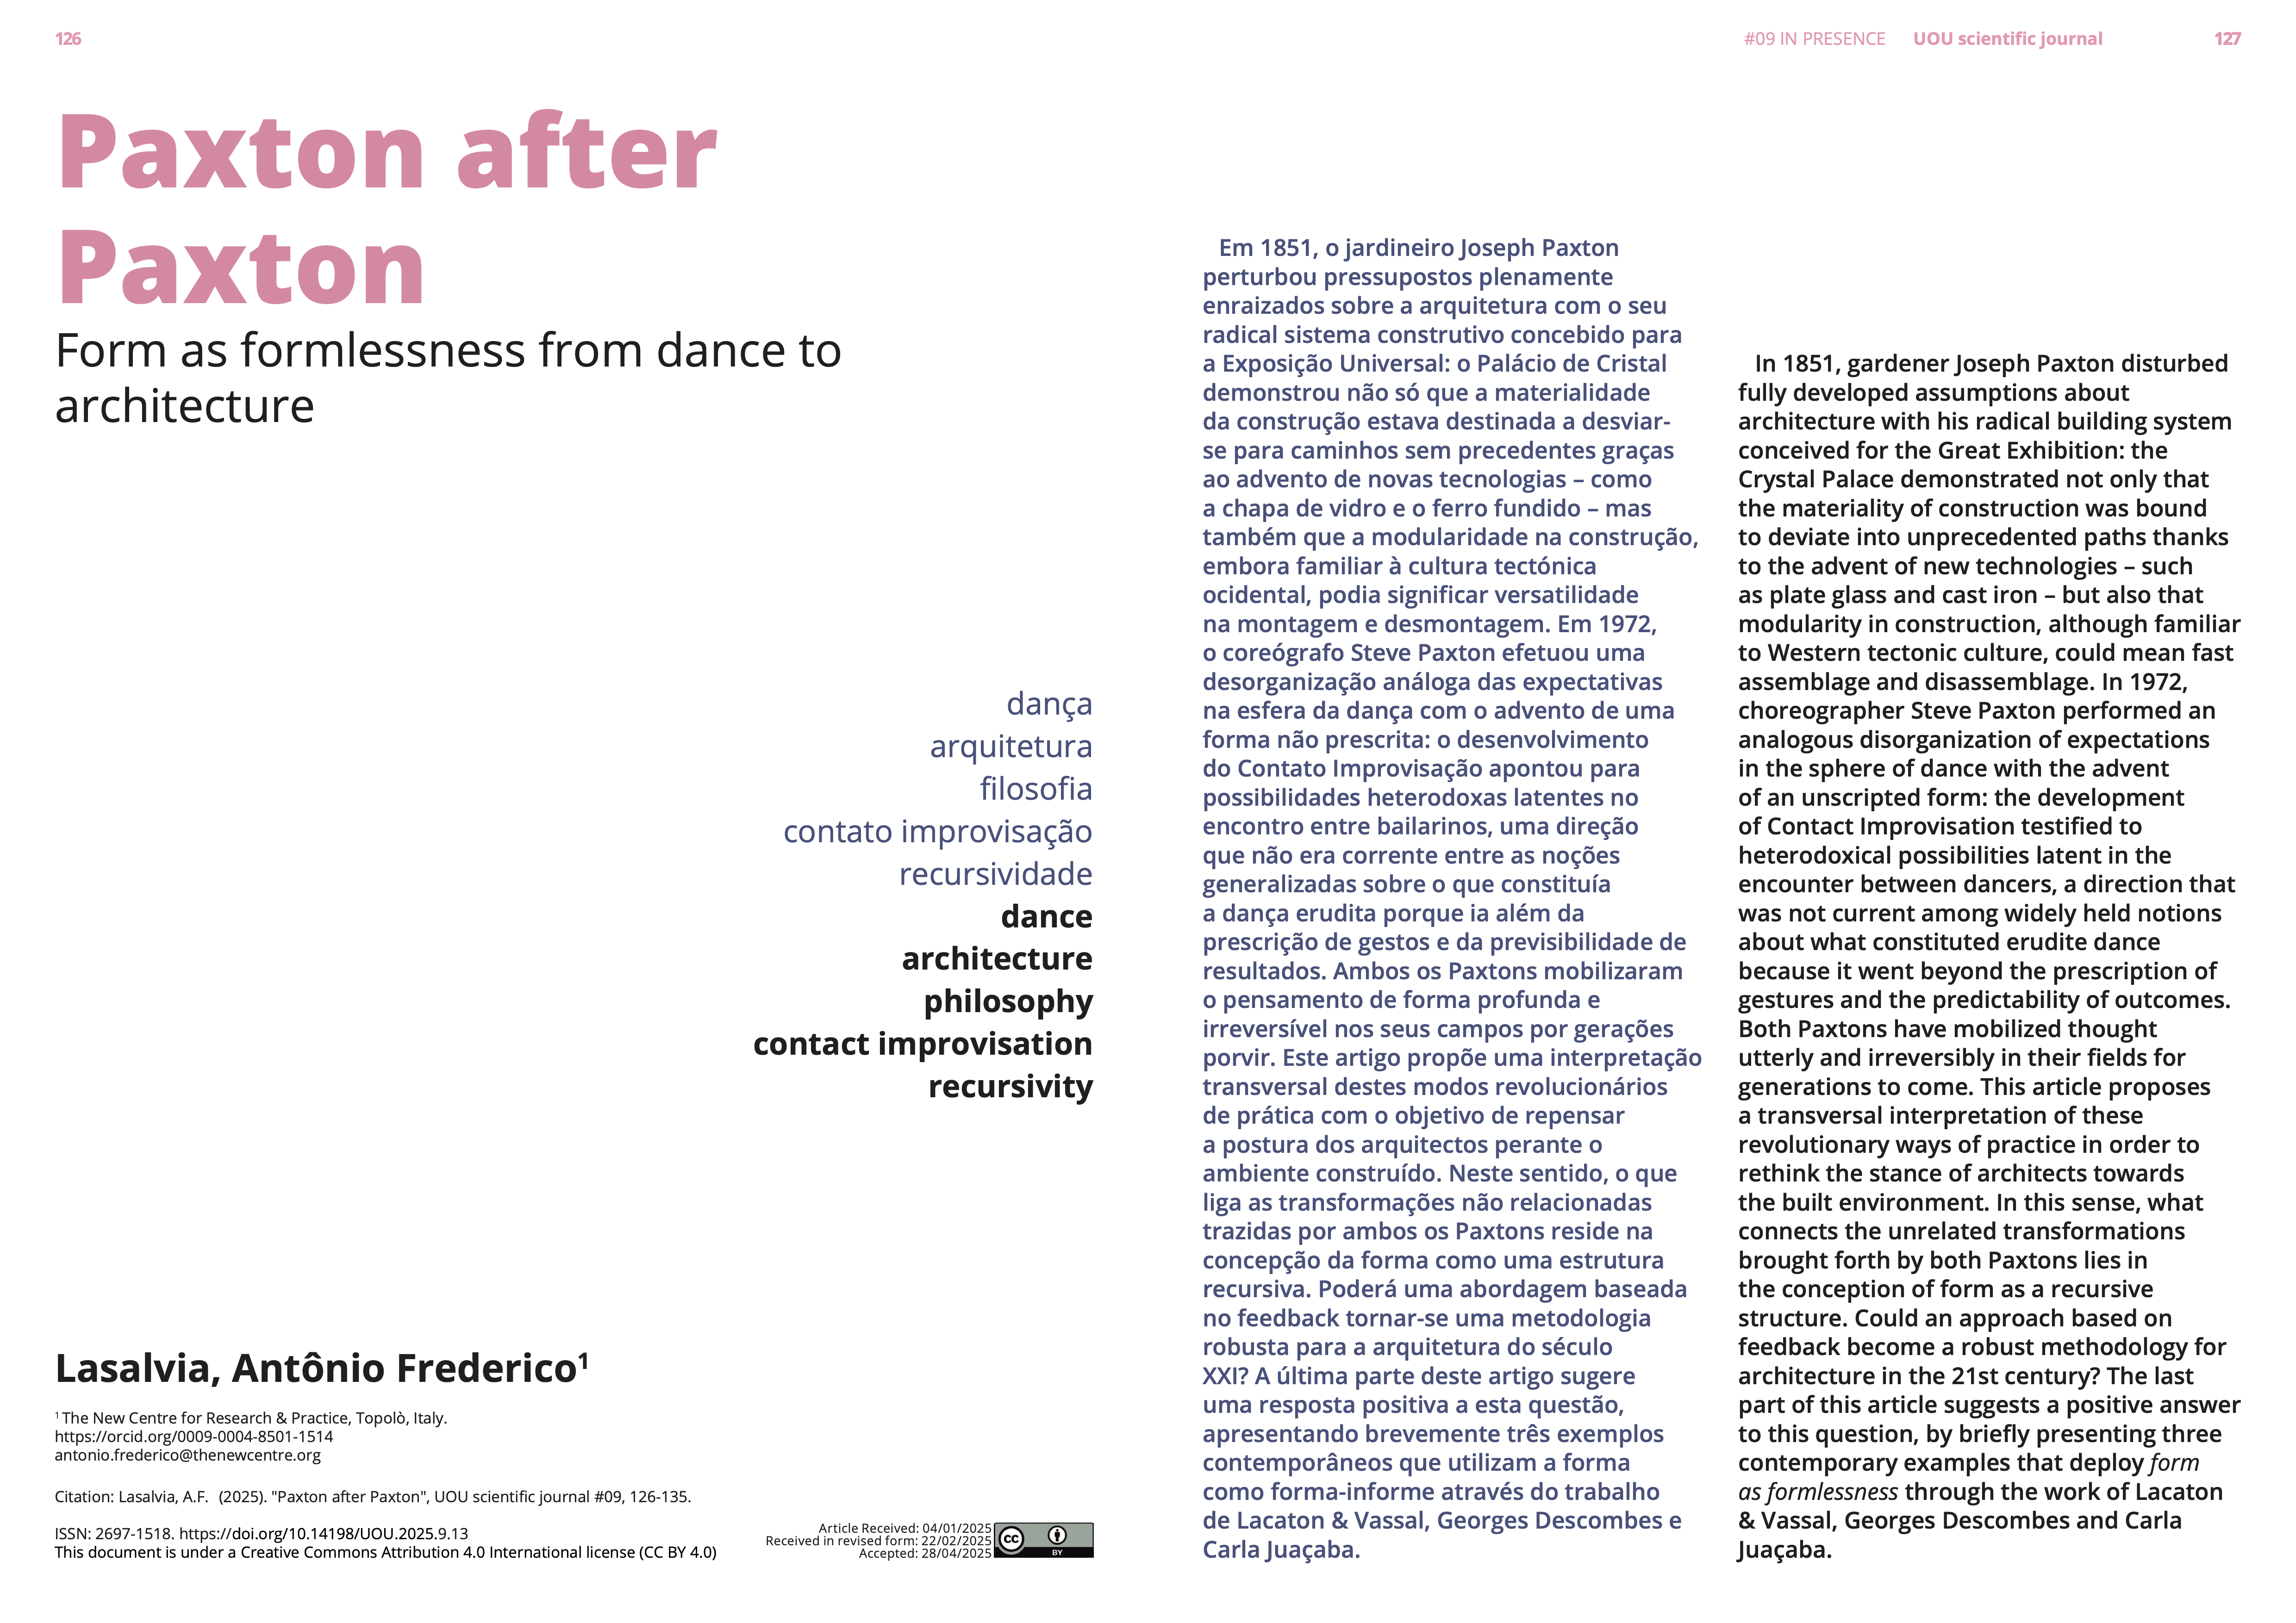 126
#09 IN PRESENCE UOU scientific journal 127
Paxton after
Paxton
Form as formlessness from dance to
architecture
dança
arquitetura
filosofia
contato improvisação
recursividade
dance
architecture
philosophy
contact improvisation
recursivity
Lasalvia, Antônio Frederico¹
¹ The New Centre for Research & Practice, Topolò, Italy.
https://orcid.org/0009-0004-8501-1514
antonio.frederico@thenewcentre.org
Citation: Lasalvia, A.F. (2025). "Paxton after Paxton", UOU scientific journal #09, 126-135.
ISSN: 2697-1518. https://doi.org/10.14198/UOU.2025.9.13
This document is under a Creative Commons Attribution 4.0 International license (CC BY 4.0)
Article Received: 04/01/2025
Received in revised form: 22/02/2025
Accepted: 28/04/2025
cc
BY
Em 1851, o jardineiro Joseph Paxton
perturbou pressupostos plenamente
enraizados sobre a arquitetura com o seu
radical sistema construtivo concebido para
a Exposição Universal: o Palácio de Cristal
demonstrou não só que a materialidade
da construção estava destinada a desviar-
se para caminhos sem precedentes graças
ao advento de novas tecnologias – como
a chapa de vidro e o ferro fundido – mas
também que a modularidade na construção,
embora familiar à cultura tectónica
ocidental, podia significar versatilidade
na montagem e desmontagem. Em 1972,
o coreógrafo Steve Paxton efetuou uma
desorganização análoga das expectativas
na esfera da dança com o advento de uma
forma não prescrita: o desenvolvimento
do Contato Improvisação apontou para
possibilidades heterodoxas latentes no
encontro entre bailarinos, uma direção
que não era corrente entre as noções
generalizadas sobre o que constituía
a dança erudita porque ia além da
prescrição de gestos e da previsibilidade de
resultados. Ambos os Paxtons mobilizaram
o pensamento de forma profunda e
irreversível nos seus campos por gerações
porvir. Este artigo propõe uma interpretação
transversal destes modos revolucionários
de prática com o objetivo de repensar
a postura dos arquitectos perante o
ambiente construído. Neste sentido, o que
liga as transformações não relacionadas
trazidas por ambos os Paxtons reside na
concepção da forma como uma estrutura
recursiva. Poderá uma abordagem baseada
no feedback tornar-se uma metodologia
robusta para a arquitetura do século
XXI? A última parte deste artigo sugere
uma resposta positiva a esta questão,
apresentando brevemente três exemplos
contemporâneos que utilizam a forma
como forma-informe através do trabalho
de Lacaton & Vassal, Georges Descombes e
Carla Juaçaba.
In 1851, gardener Joseph Paxton disturbed
fully developed assumptions about
architecture with his radical building system
conceived for the Great Exhibition: the
Crystal Palace demonstrated not only that
the materiality of construction was bound
to deviate into unprecedented paths thanks
to the advent of new technologies – such
as plate glass and cast iron – but also that
modularity in construction, although familiar
to Western tectonic culture, could mean fast
assemblage and disassemblage. In 1972,
choreographer Steve Paxton performed an
analogous disorganization of expectations
in the sphere of dance with the advent
of an unscripted form: the development
of Contact Improvisation testified to
heterodoxical possibilities latent in the
encounter between dancers, a direction that
was not current among widely held notions
about what constituted erudite dance
because it went beyond the prescription of
gestures and the predictability of outcomes.
Both Paxtons have mobilized thought
utterly and irreversibly in their fields for
generations to come. This article proposes
a transversal interpretation of these
revolutionary ways of practice in order to
rethink the stance of architects towards
the built environment. In this sense, what
connects the unrelated transformations
brought forth by both Paxtons lies in
the conception of form as a recursive
structure. Could an approach based on
feedback become a robust methodology for
architecture in the 21st century? The last
part of this article suggests a positive answer
to this question, by briefly presenting three
contemporary examples that deploy form
as formlessness through the work of Lacaton
& Vassal, Georges Descombes and Carla
Juaçaba.